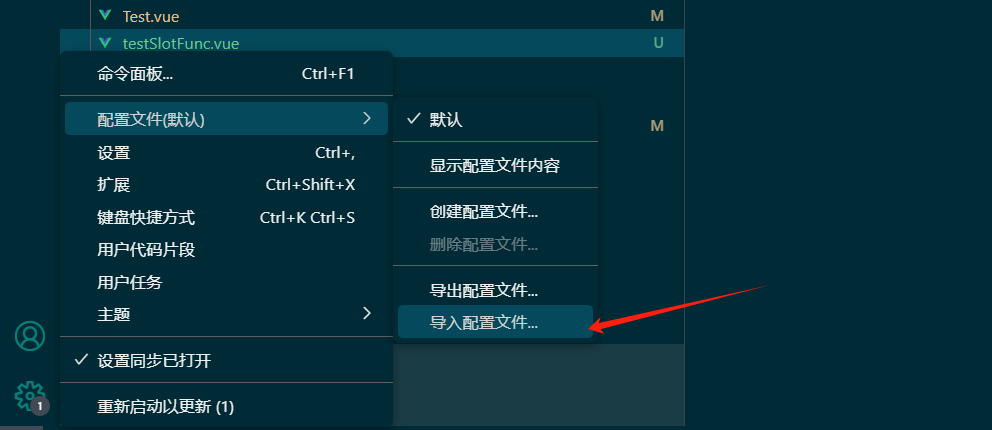 Test.vue M
testSlotFunc.vue U
命令面板... Ctrl+F1
配置文件(默认)
设置 Ctrl+,
扩展 Ctrl+Shift+X
键盘快捷方式 Ctrl+K Ctrl+S
用户代码片段
用户任务
主题
设置同步已打开
重新启动以更新 (1)
默认
显示配置文件内容
创建配置文件...
删除配置文件...
导出配置文件...
导入配置文件...
M
1